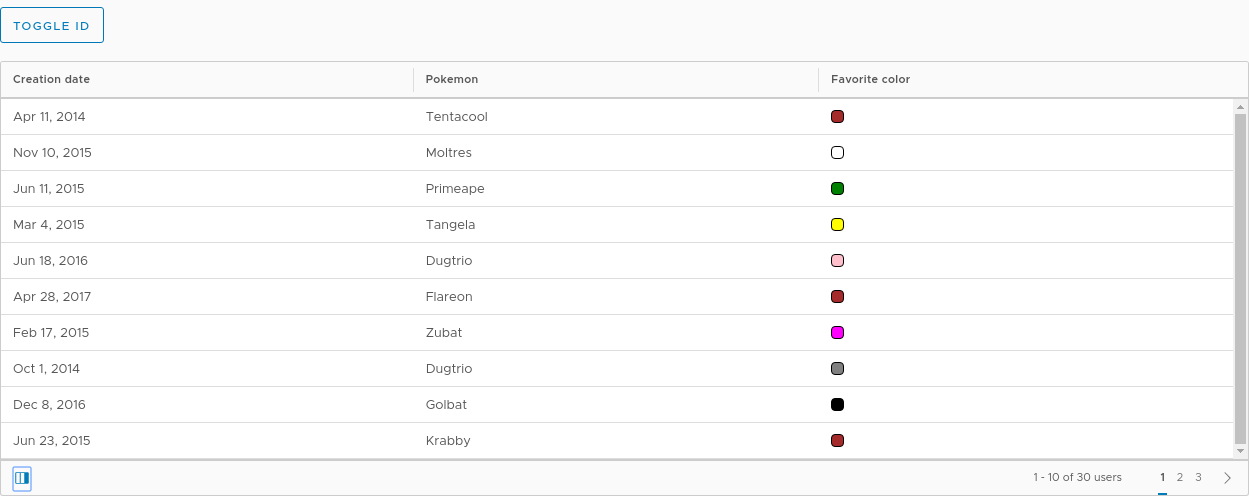 TOGGLE ID
Creation date Pokemon Favorite color
Apr 11, 2014 Tentacool
Nov 10, 2015 Moltres
Jun 11, 2015 Primeape
Mar 4, 2015 Tangela
Jun 18, 2016 Dugtrio
Apr 28, 2017 Flareon
Feb 17, 2015 Zubat
Oct 1, 2014 Dugtrio
Dec 8, 2016 Golbat
Jun 23, 2015 Krabby
1 - 10 of 30 users 1 2 3